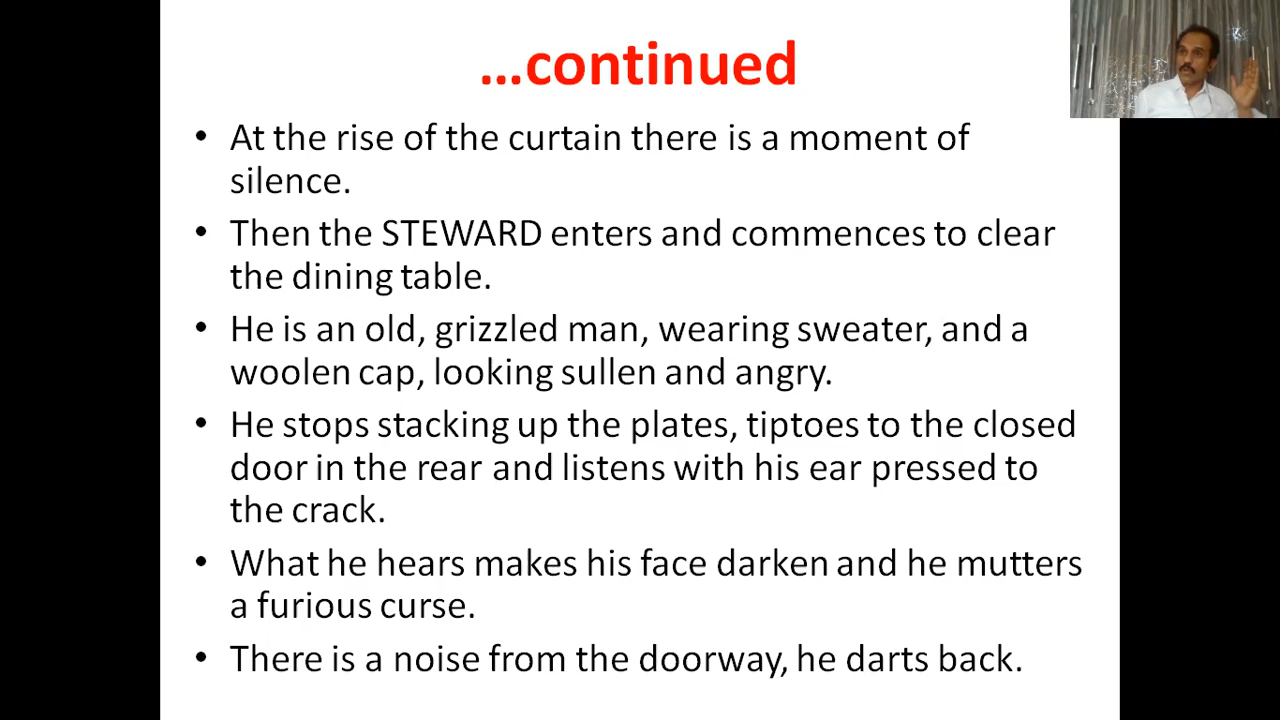 ...continued
• At the rise of the curtain there is a moment of
silence.
• Then the STEWARD enters and commences to clear
the dining table.
• He is an old, grizzled man, wearing sweater, and a
woolen cap, looking sullen and angry.
• He stops stacking up the plates, tiptoes to the closed
door in the rear and listens with his ear pressed to
the crack.
• What he hears makes his face darken and he mutters
a furious curse.
• There is a noise from the doorway, he darts back.